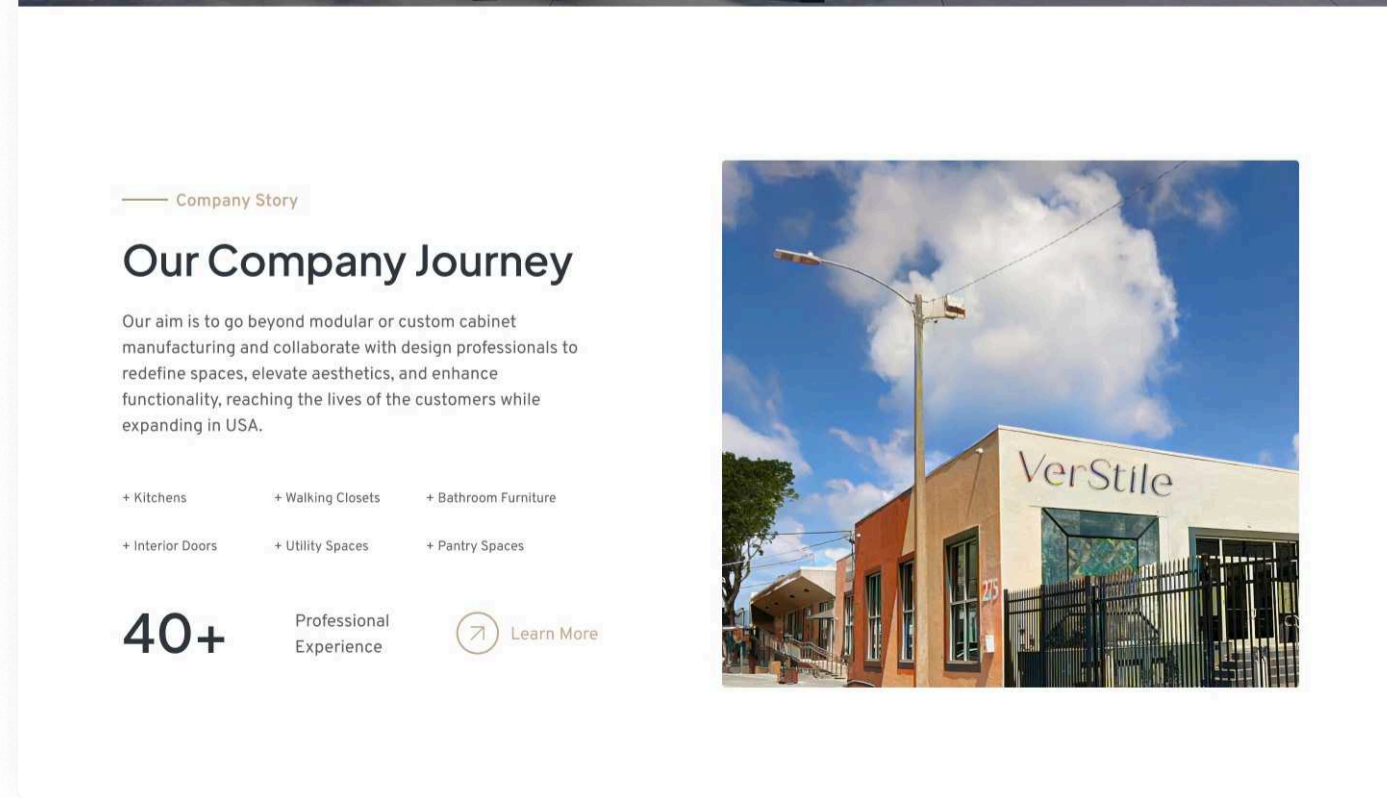 Company Story
Our Company Journey
Our aim is to go beyond modular or custom cabinet
manufacturing and collaborate with design professionals to
redefine spaces, elevate aesthetics, and enhance
functionality, reaching the lives of the customers while
expanding in USA.
+ Kitchens
+ Walking Closets
+ Bathroom Furniture
+ Interior Doors
+ Utility Spaces
+ Pantry Spaces
40+
Professional
Experience
Learn More
VerStile
275